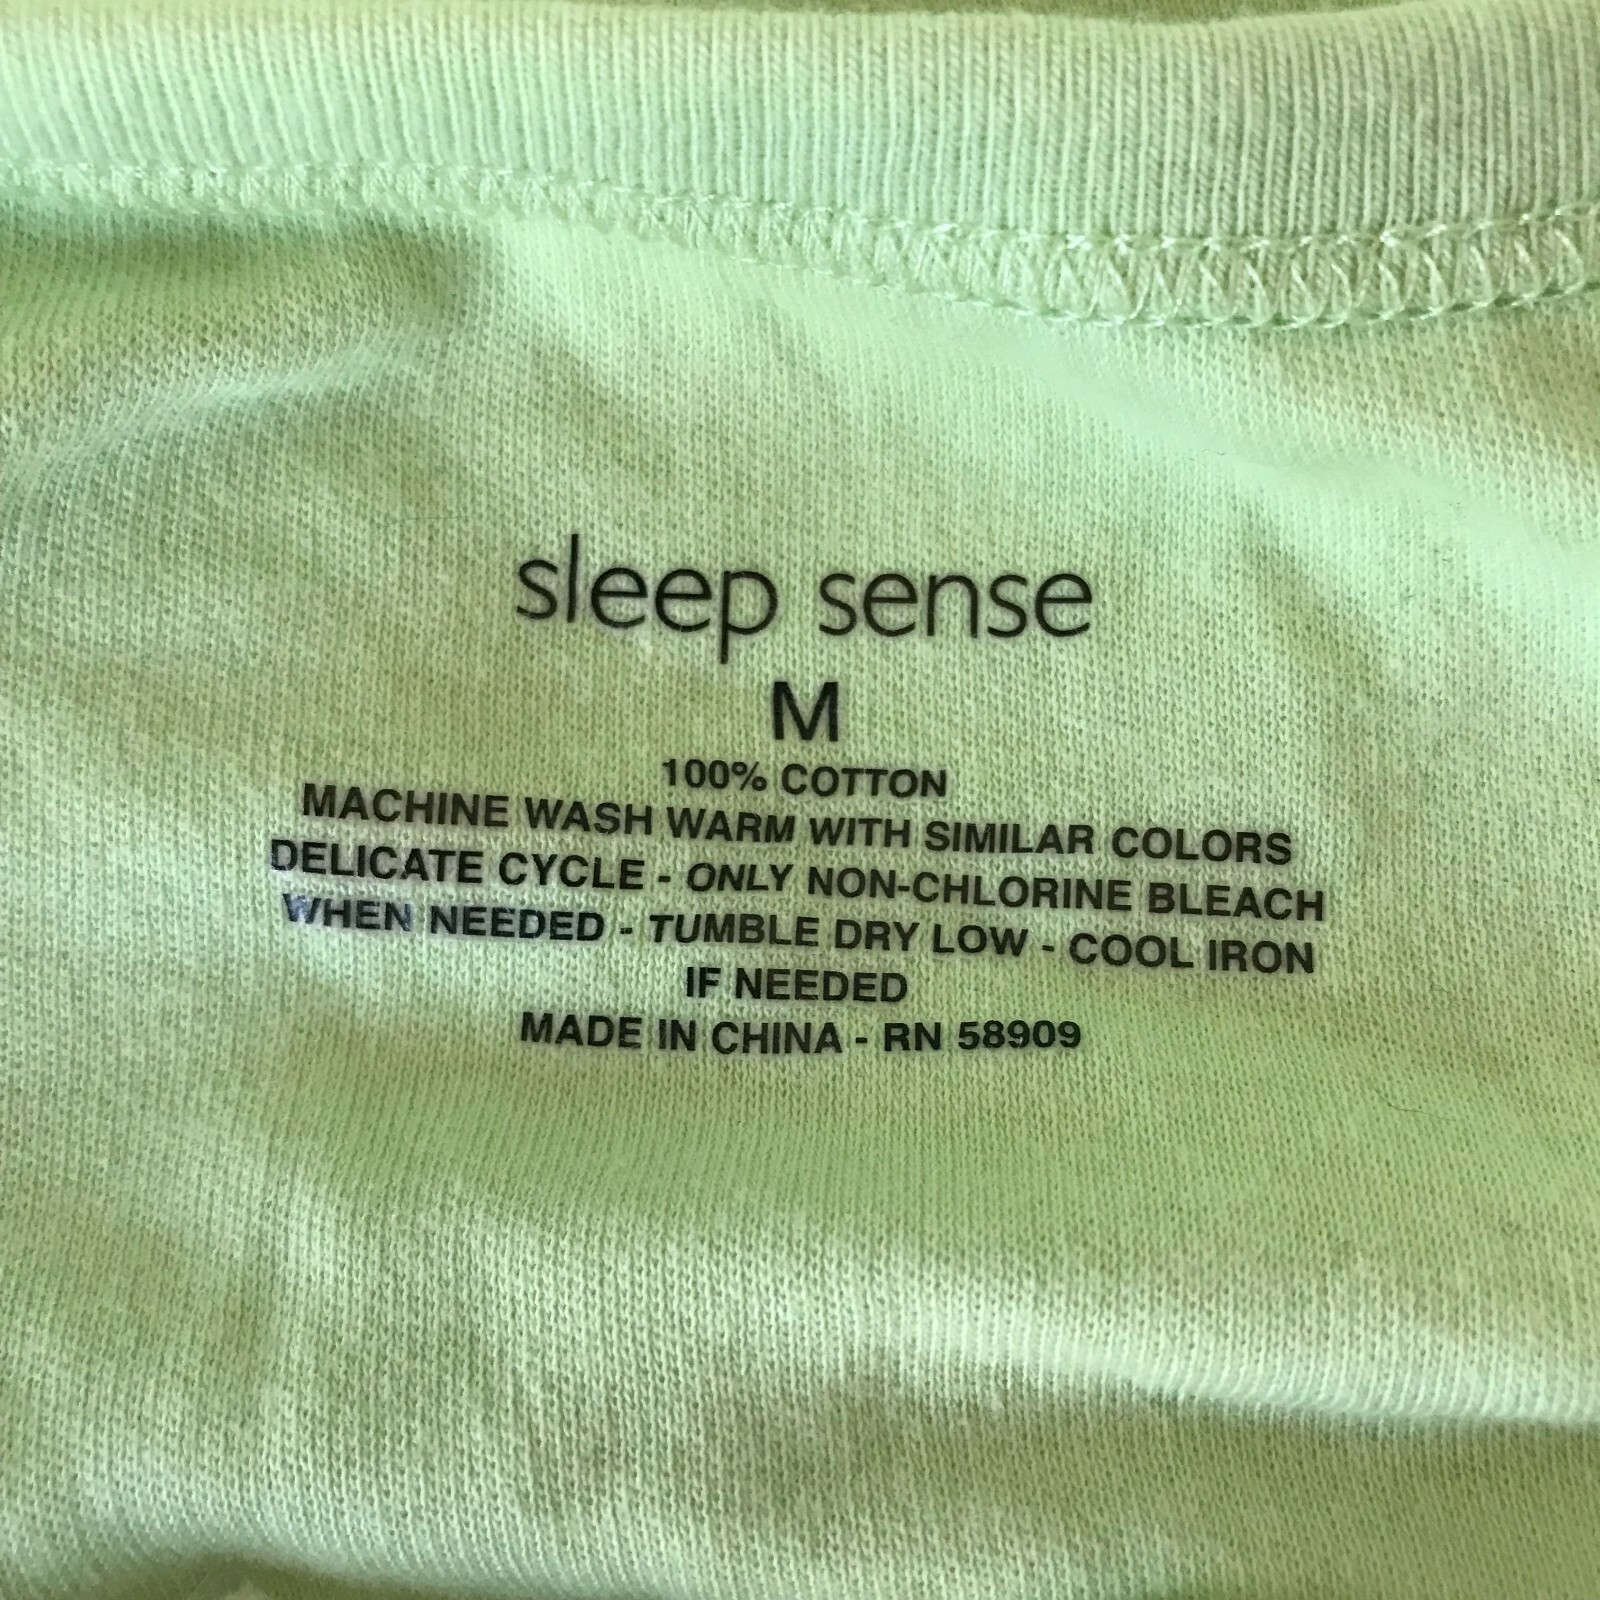 sleep sense
M
100% COTTON
MACHINE WASH WARM WITH SIMILAR COLORS
DELICATE CYCLE - ONLY NON-CHLORINE BLEACH
WHEN NEEDED - TUMBLE DRY LOW - COOL IRON
IF NEEDED
MADE IN CHINA - RN 58909